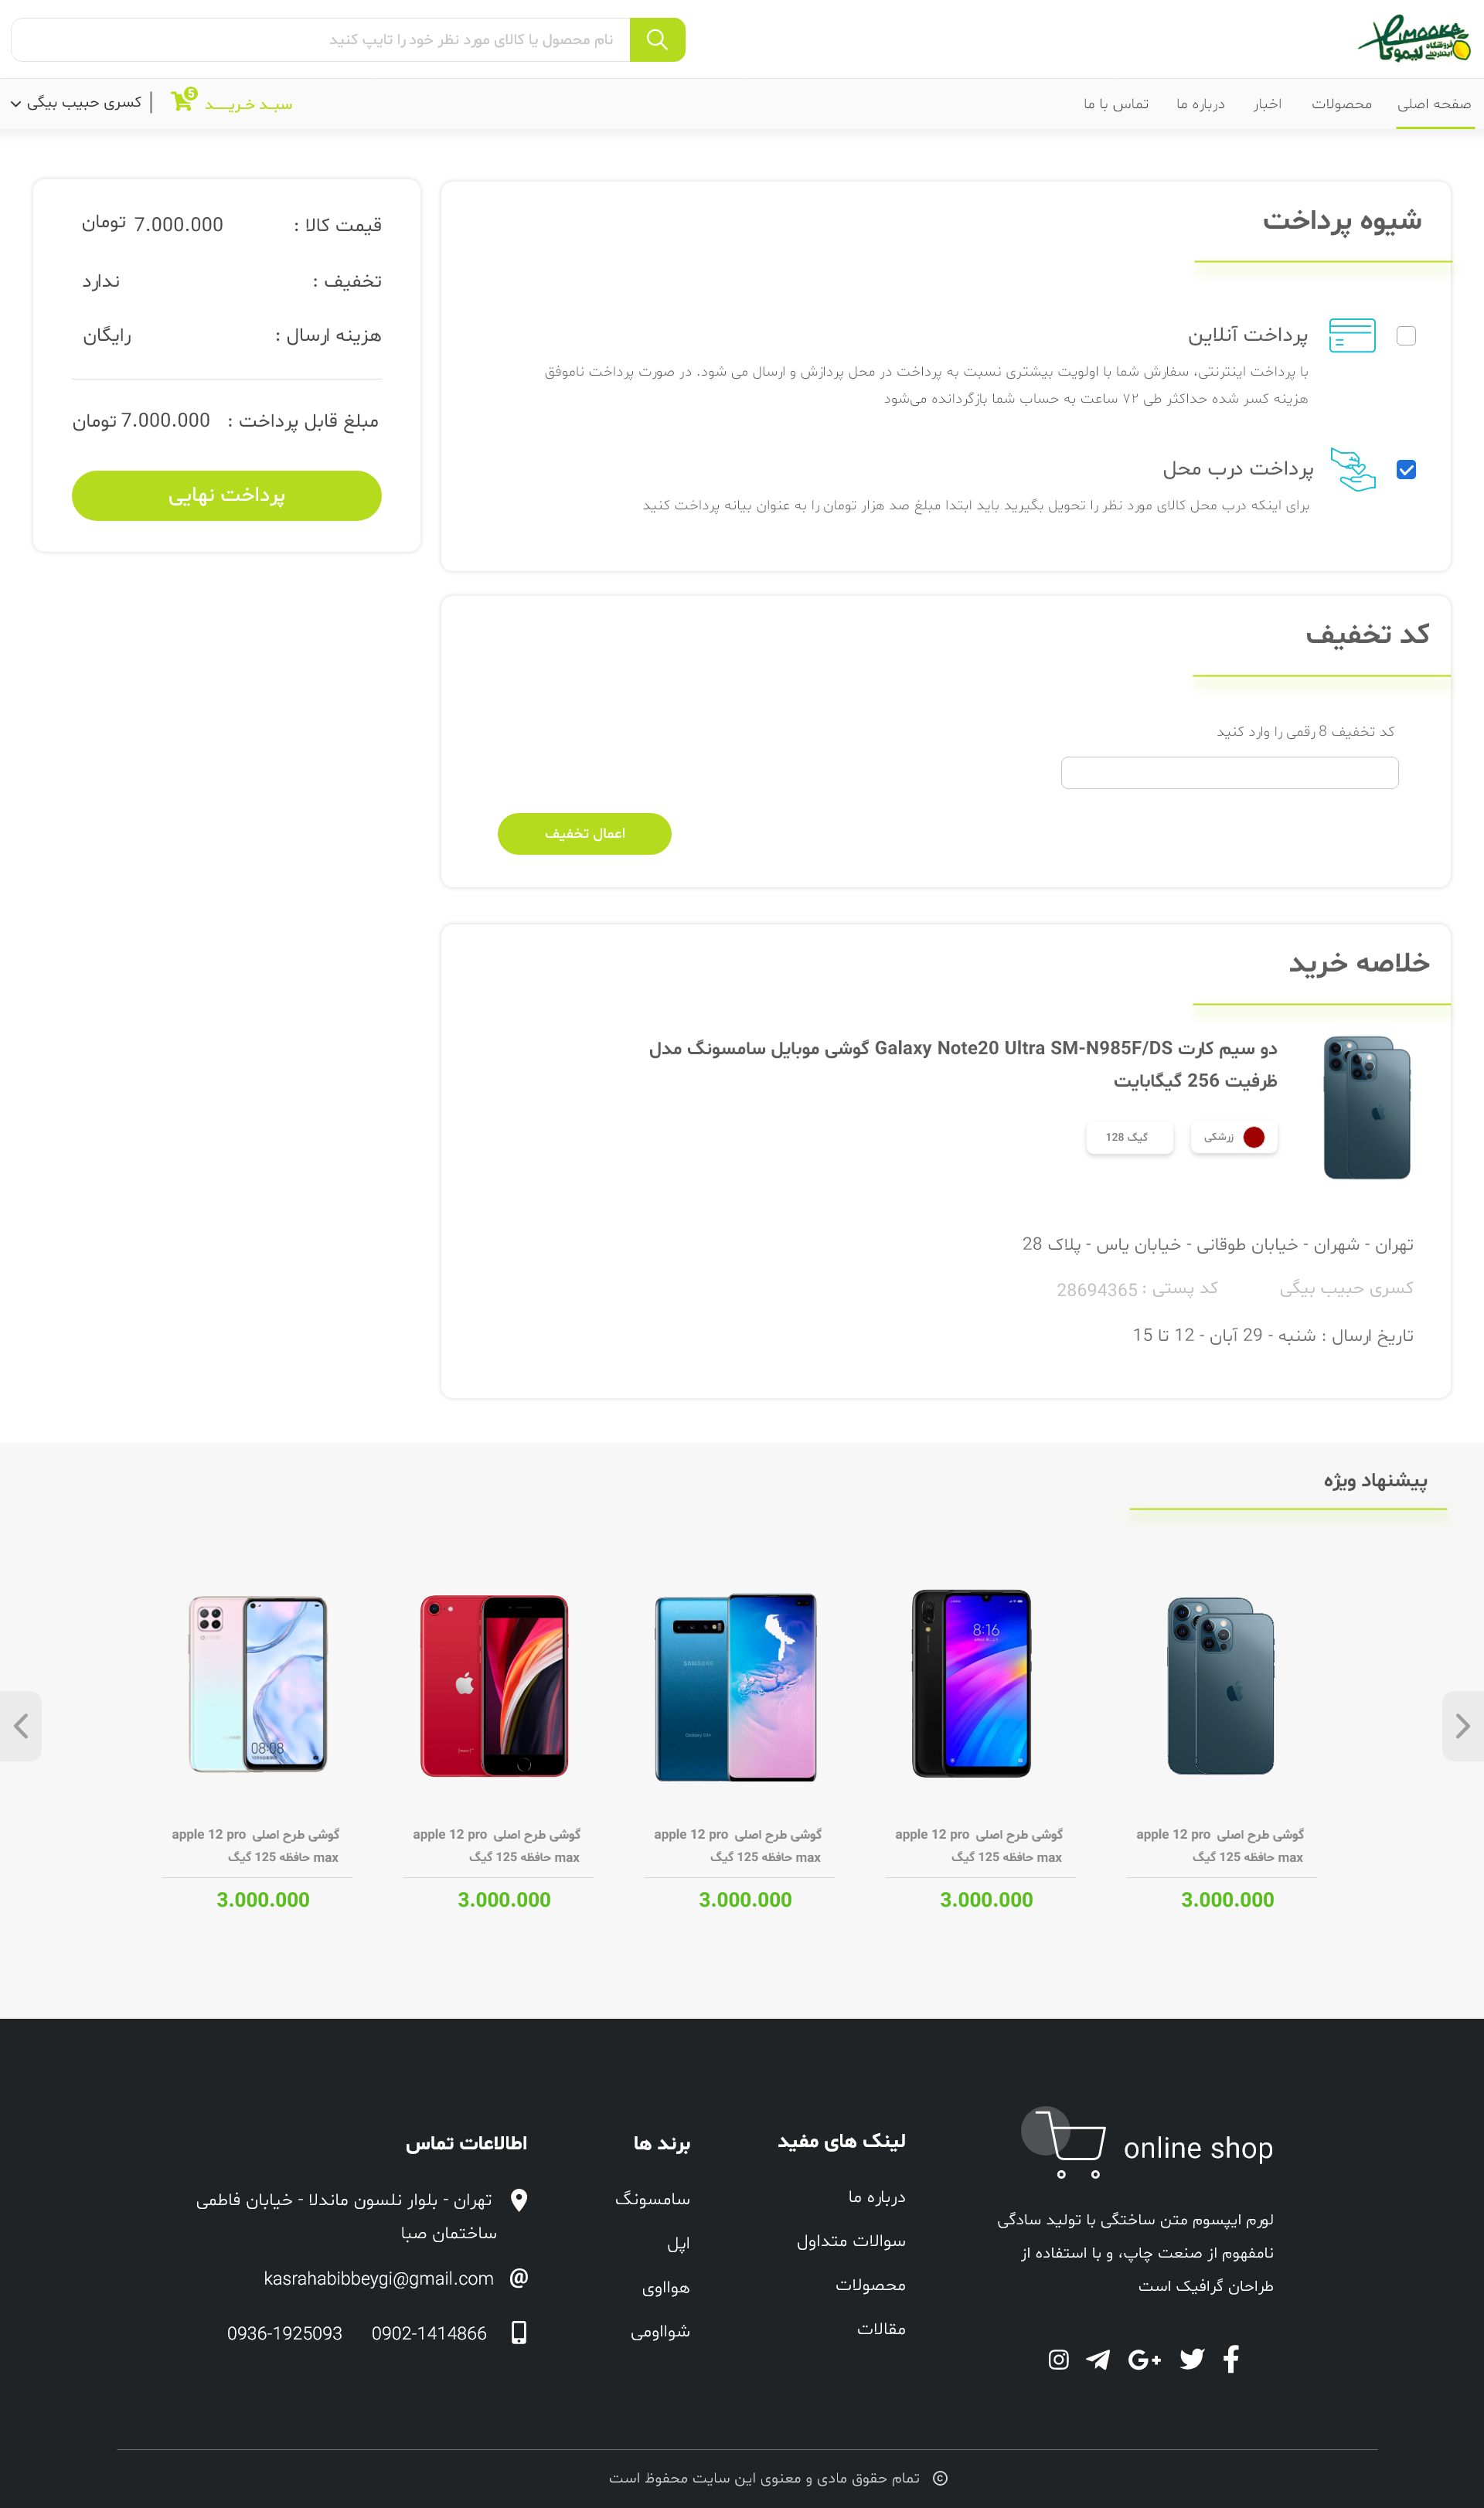 LIMOOKA
فروشگاه اینترنتی لیموکا
نام محصول یا کالای مورد نظر خود را تایپ کنید
صفحه اصلی
محصولات
اخبار
درباره ما
تماس با ما
سبــد خـریــــد
5
کسری حبیب بیگی
شیوه پرداخت
پرداخت آنلاین
با پرداخت اینترنتی، سفارش شما با اولویت بیشتری نسبت به پرداخت در محل پردازش و ارسال می شود. در صورت پرداخت ناموفق
هزینه کسر شده حداکثر طی ۷۲ ساعت به حساب شما بازگردانده می‌شود
پرداخت درب محل
برای اینکه درب محل کالای مورد نظر را تحویل بگیرید باید ابتدا مبلغ صد هزار تومان را به عنوان بیانه پرداخت کنید
قیمت کالا : 7.000.000 تومان
تخفیف : ندارد
هزینه ارسال : رایگان
مبلغ قابل پرداخت : 7.000.000 تومان
پرداخت نهایی
کد تخفیف
کد تخفیف 8 رقمی را وارد کنید
اعمال تخفیف
خلاصه خرید
دو سیم کارت Galaxy Note20 Ultra SM-N985F/DS گوشی موبایل سامسونگ مدل
ظرفیت 256 گیگابایت
زرشکی
گیگ 128
تهران - شهران - خیابان طوقانی - خیابان یاس - پلاک 28
کسری حبیب بیگی
کد پستی : 28694365
تاریخ ارسال : شنبه - 29 آبان - 12 تا 15
پیشنهاد ویژه
8:16
SAMSUNG
Galaxy S10+
08:08
گوشی طرح اصلی apple 12 pro
max حافظه 125 گیگ
3.000.000
گوشی طرح اصلی apple 12 pro
max حافظه 125 گیگ
3.000.000
گوشی طرح اصلی apple 12 pro
max حافظه 125 گیگ
3.000.000
گوشی طرح اصلی apple 12 pro
max حافظه 125 گیگ
3.000.000
گوشی طرح اصلی apple 12 pro
max حافظه 125 گیگ
3.000.000
online shop
لورم ایپسوم متن ساختگی با تولید سادگی
نامفهوم از صنعت چاپ، و با استفاده از
طراحان گرافیک است
لینک های مفید
درباره ما
سوالات متداول
محصولات
مقالات
برند ها
سامسونگ
اپل
هوااوی
شوااومی
اطالاعات تماس
تهران - بلوار نلسون ماندلا - خیابان فاطمی
ساختمان صبا
kasrahabibbeygi@gmail.com
0902-1414866
0936-1925093
© تمام حقوق مادی و معنوی این سایت محفوظ است